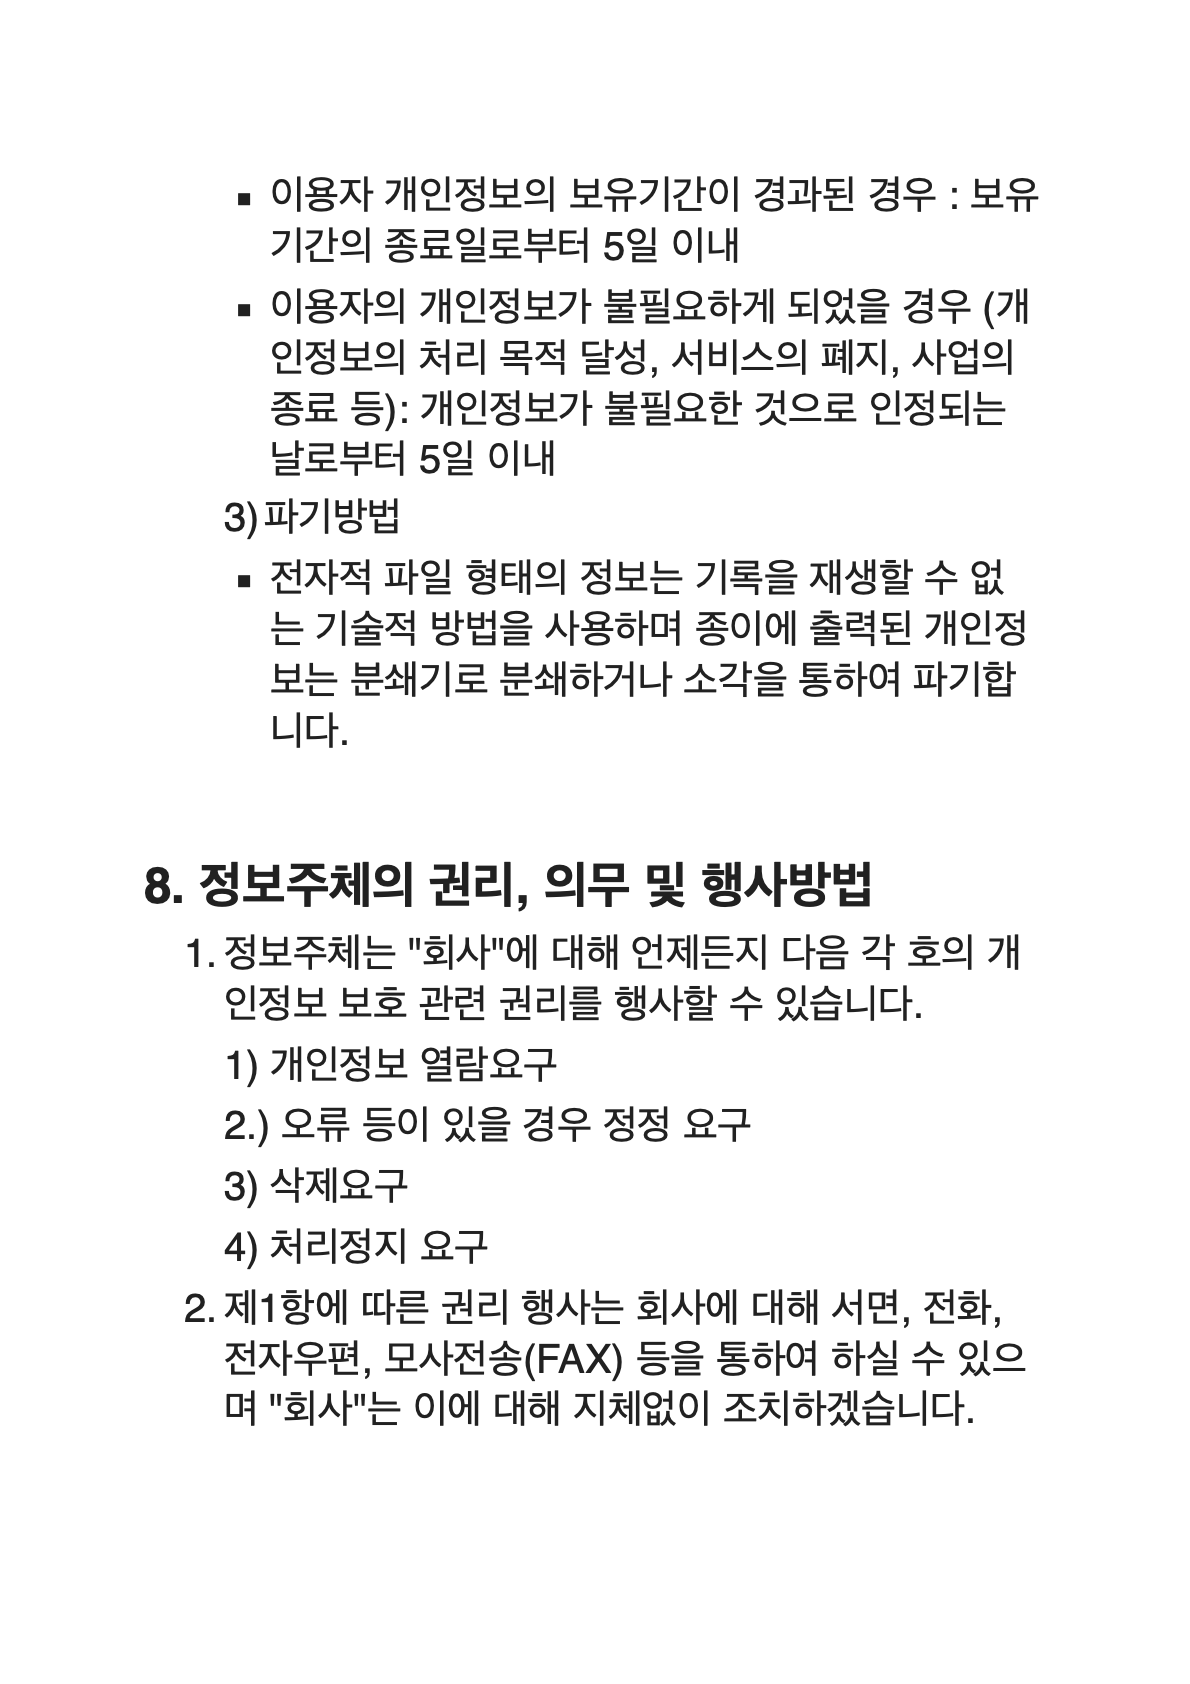 ▪ 이용자 개인정보의 보유기간이 경과된 경우 : 보유
기간의 종료일로부터 5일 이내
▪ 이용자의 개인정보가 불필요하게 되었을 경우 (개
인정보의 처리 목적 달성, 서비스의 폐지, 사업의
종료 등): 개인정보가 불필요한 것으로 인정되는
날로부터 5일 이내
3) 파기방법
▪ 전자적 파일 형태의 정보는 기록을 재생할 수 없
는 기술적 방법을 사용하며 종이에 출력된 개인정
보는 분쇄기로 분쇄하거나 소각을 통하여 파기합
니다.
8. 정보주체의 권리, 의무 및 행사방법
1. 정보주체는 "회사"에 대해 언제든지 다음 각 호의 개
인정보 보호 관련 권리를 행사할 수 있습니다.
1) 개인정보 열람요구
2.) 오류 등이 있을 경우 정정 요구
3) 삭제요구
4) 처리정지 요구
2. 제1항에 따른 권리 행사는 회사에 대해 서면, 전화,
전자우편, 모사전송(FAX) 등을 통하여 하실 수 있으
며 "회사"는 이에 대해 지체없이 조치하겠습니다.